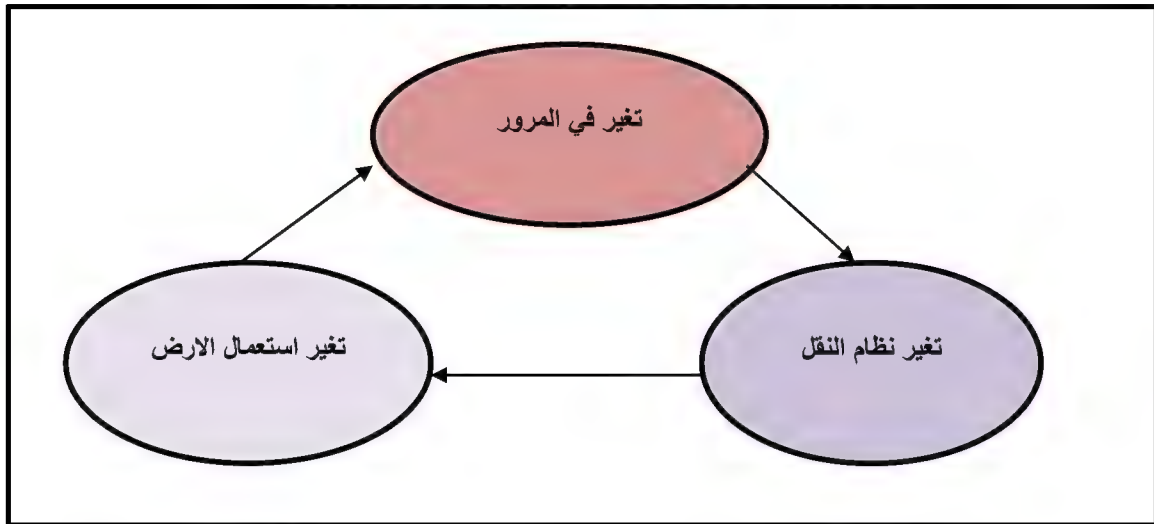 تغير في المرور
تغير نظام النقل
تغير استعمال الارض